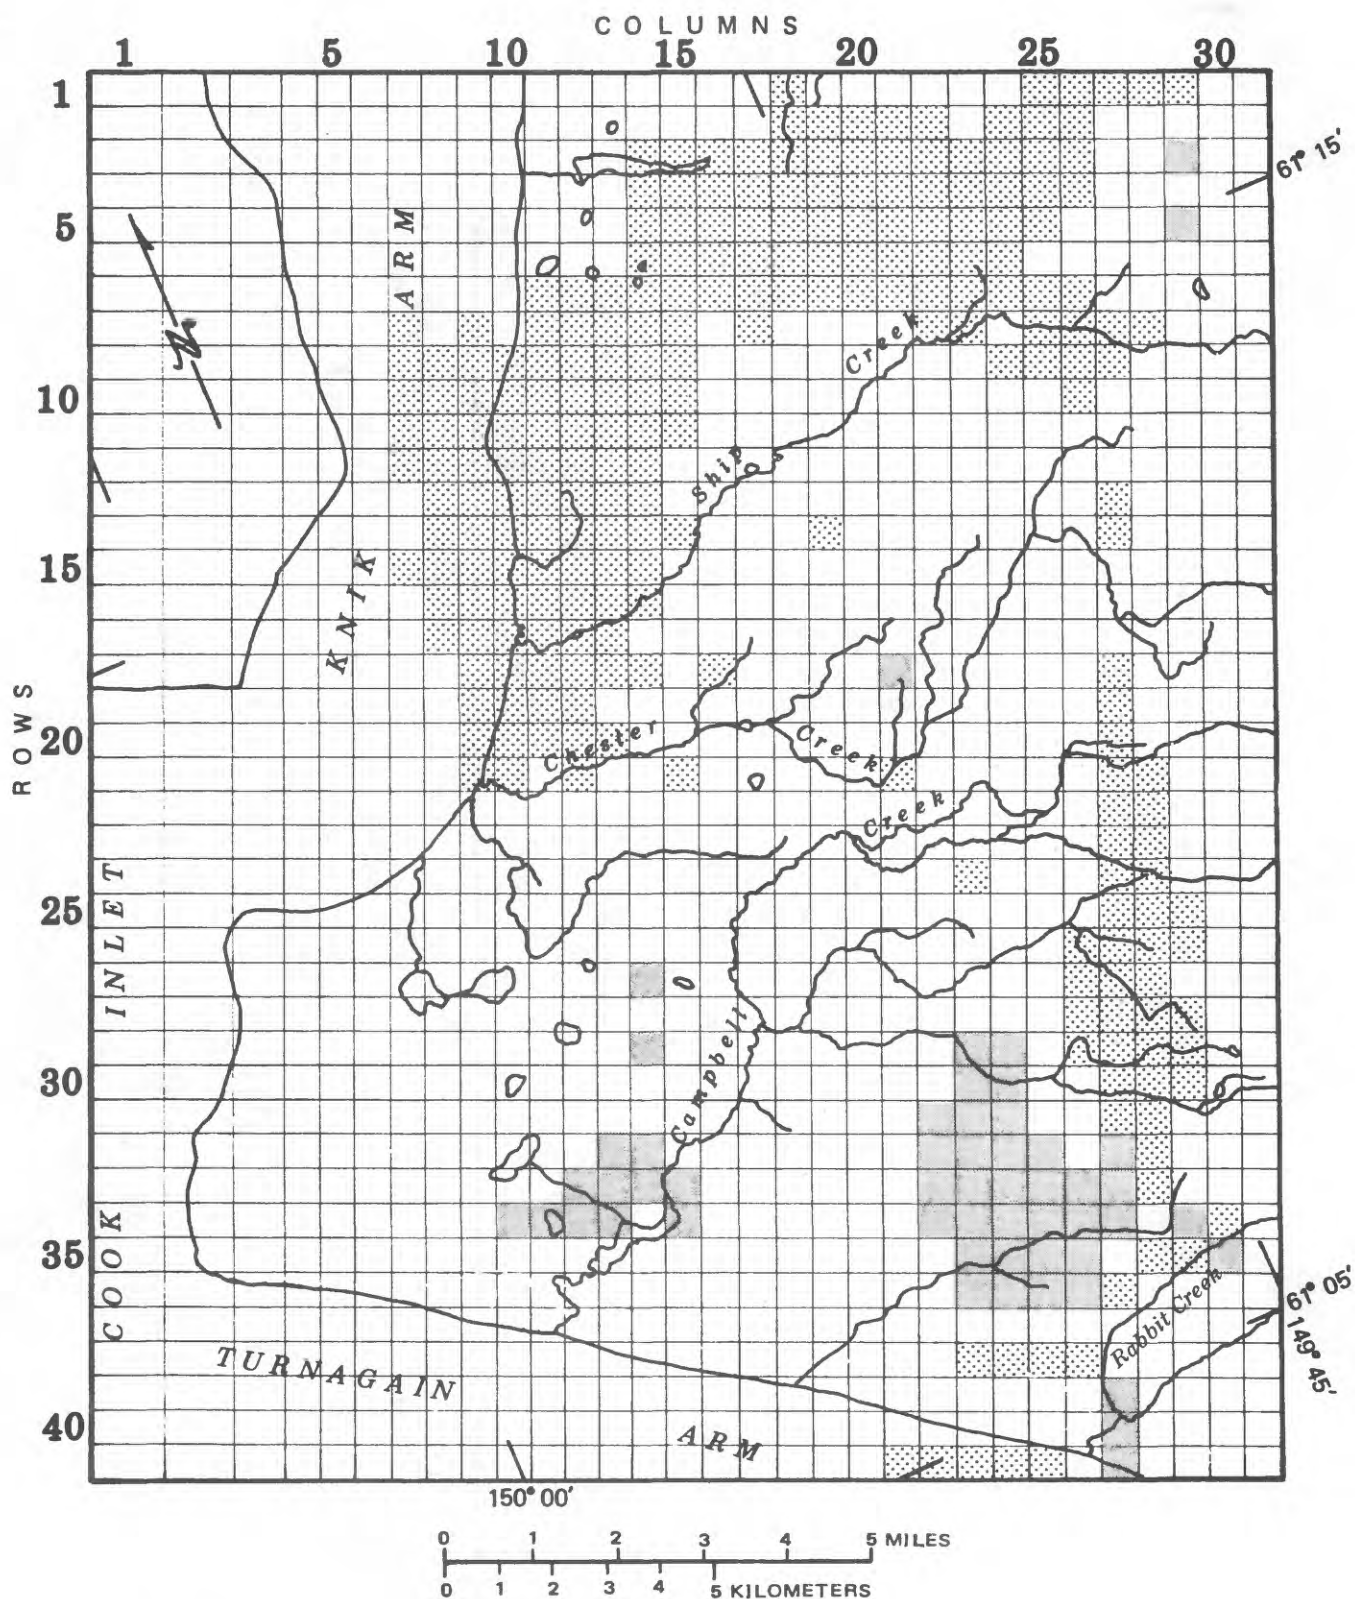 COLUMNS
1 5 10 15 20 25 30
1
5
10
15
20
25
30
35
40
ROWS
61° 15'
ARM
KNIK
N
Ship Creek
Chester Creek
Creek
Campbell
COOK INLET
Rabbit Creek
61° 05'
149° 45'
TURNAGAIN
ARM
150° 00'
0 1 2 3 4 5 MILES
0 1 2 3 4 5 KILOMETERS